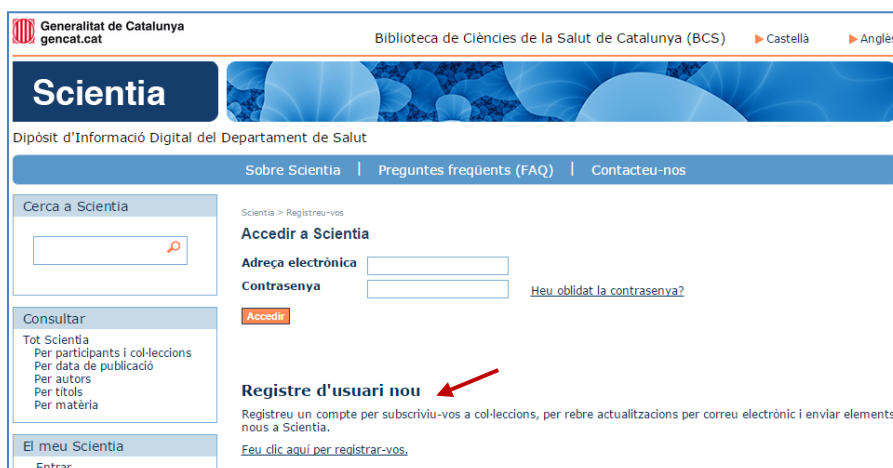 Generalitat de Catalunya
gencat.cat
Biblioteca de Ciències de la Salut de Catalunya (BCS)
Castellà
Anglès
Scientia
Dipòsit d'Informació Digital del Departament de Salut
Sobre Scientia | Preguntes freqüents (FAQ) | Contacteu-nos
Cerca a Scientia
Consultar
Tot Scientia
Per participants i col·leccions
Per data de publicació
Per autors
Per títols
Per matèria
El meu Scientia
Entrar
Scientia > Registreu-vos
Accedir a Scientia
Adreça electrònica
Contrasenya
Heu oblidat la contrasenya?
Accedir
Registre d'usuari nou
Registreu un compte per subscriviu-vos a col·leccions, per rebre actualitzacions per correu electrònic i enviar elements
nous a Scientia.
Feu clic aquí per registrar-vos.